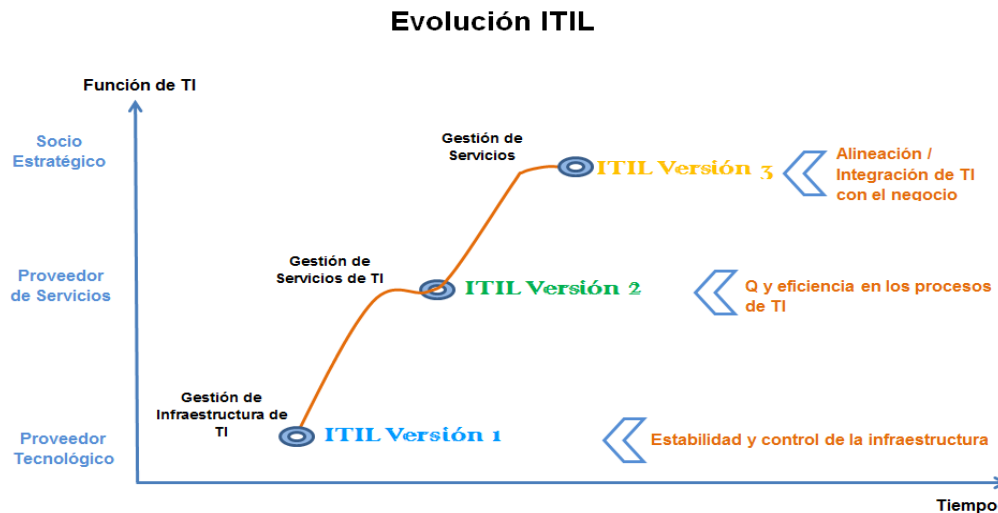 Evolución ITIL
Función de TI
Socio
Estratégico
Gestión de
Servicios
ITIL Versión 3
Alineación /
Integración de TI
con el negocio
Proveedor
de Servicios
Gestión de
Servicios de TI
ITIL Versión 2
Q y eficiencia en los procesos
de TI
Gestión de
Infraestructura de
TI
Proveedor
Tecnológico
ITIL Versión 1
Estabilidad y control de la infraestructura
Tiempo